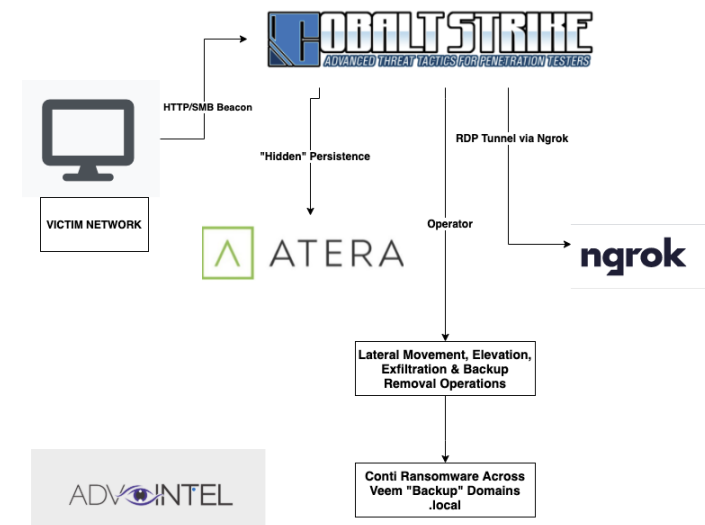 COBALT STRIKE
ADVANCED THREAT TACTICS FOR PENETRATION TESTERS
HTTP/SMB Beacon
RDP Tunnel via Ngrok
"Hidden" Persistence
VICTIM NETWORK
Operator
ATERA
ngrok
Lateral Movement, Elevation,
Exfiltration & Backup
Removal Operations
Conti Ransomware Across
Veem "Backup" Domains
.local
ADVINTEL